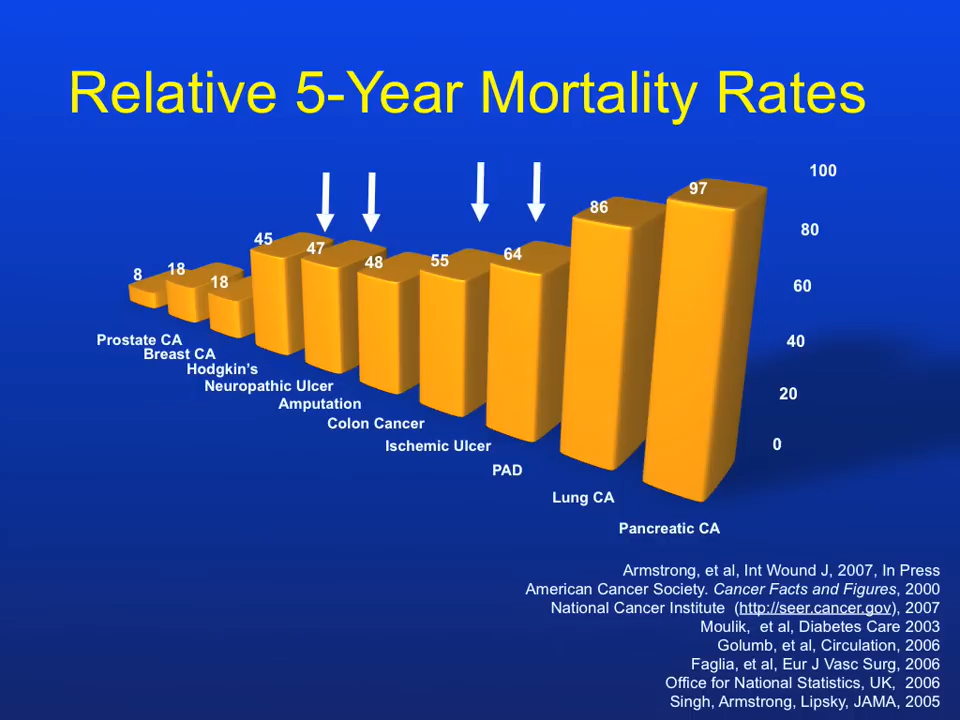 Relative 5-Year Mortality Rates
8
18
18
45
47
48
55
64
86
97
100
80
60
40
20
0
Prostate CA
Breast CA
Hodgkin's
Neuropathic Ulcer
Amputation
Colon Cancer
Ischemic Ulcer
PAD
Lung CA
Pancreatic CA
Armstrong, et al, Int Wound J, 2007, In Press
American Cancer Society. Cancer Facts and Figures, 2000
National Cancer Institute (http://seer.cancer.gov), 2007
Moulik, et al, Diabetes Care 2003
Golumb, et al, Circulation, 2006
Faglia, et al, Eur J Vasc Surg, 2006
Office for National Statistics, UK, 2006
Singh, Armstrong, Lipsky, JAMA, 2005